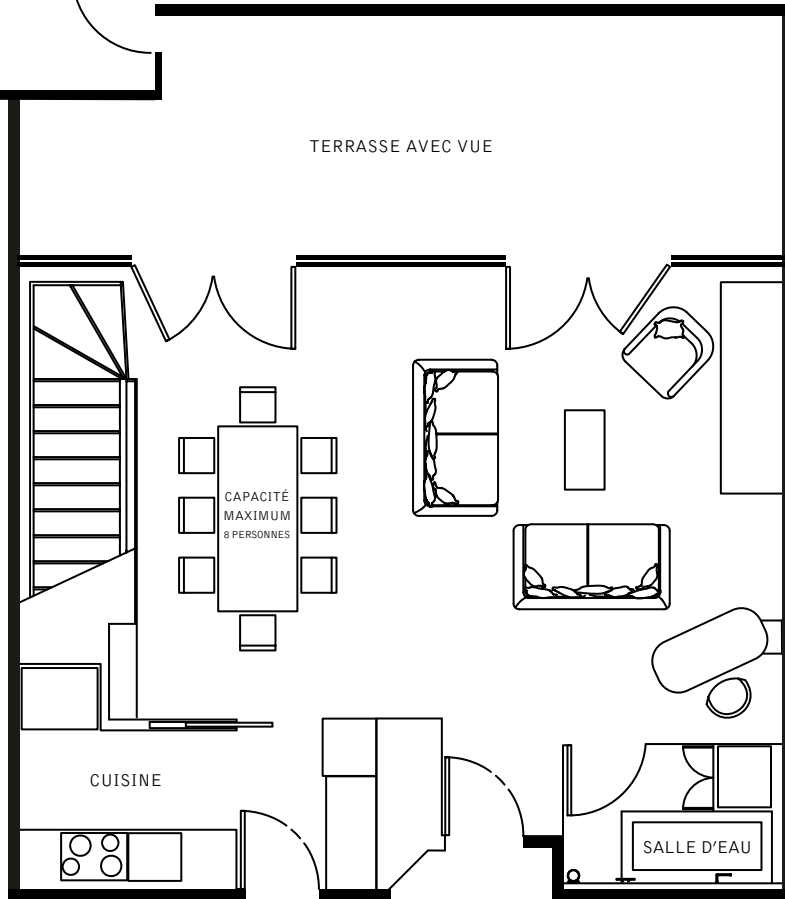 TERRASSE AVEC VUE
CAPACITÉ
MAXIMUM
8 PERSONNES
CUISINE
SALLE D'EAU